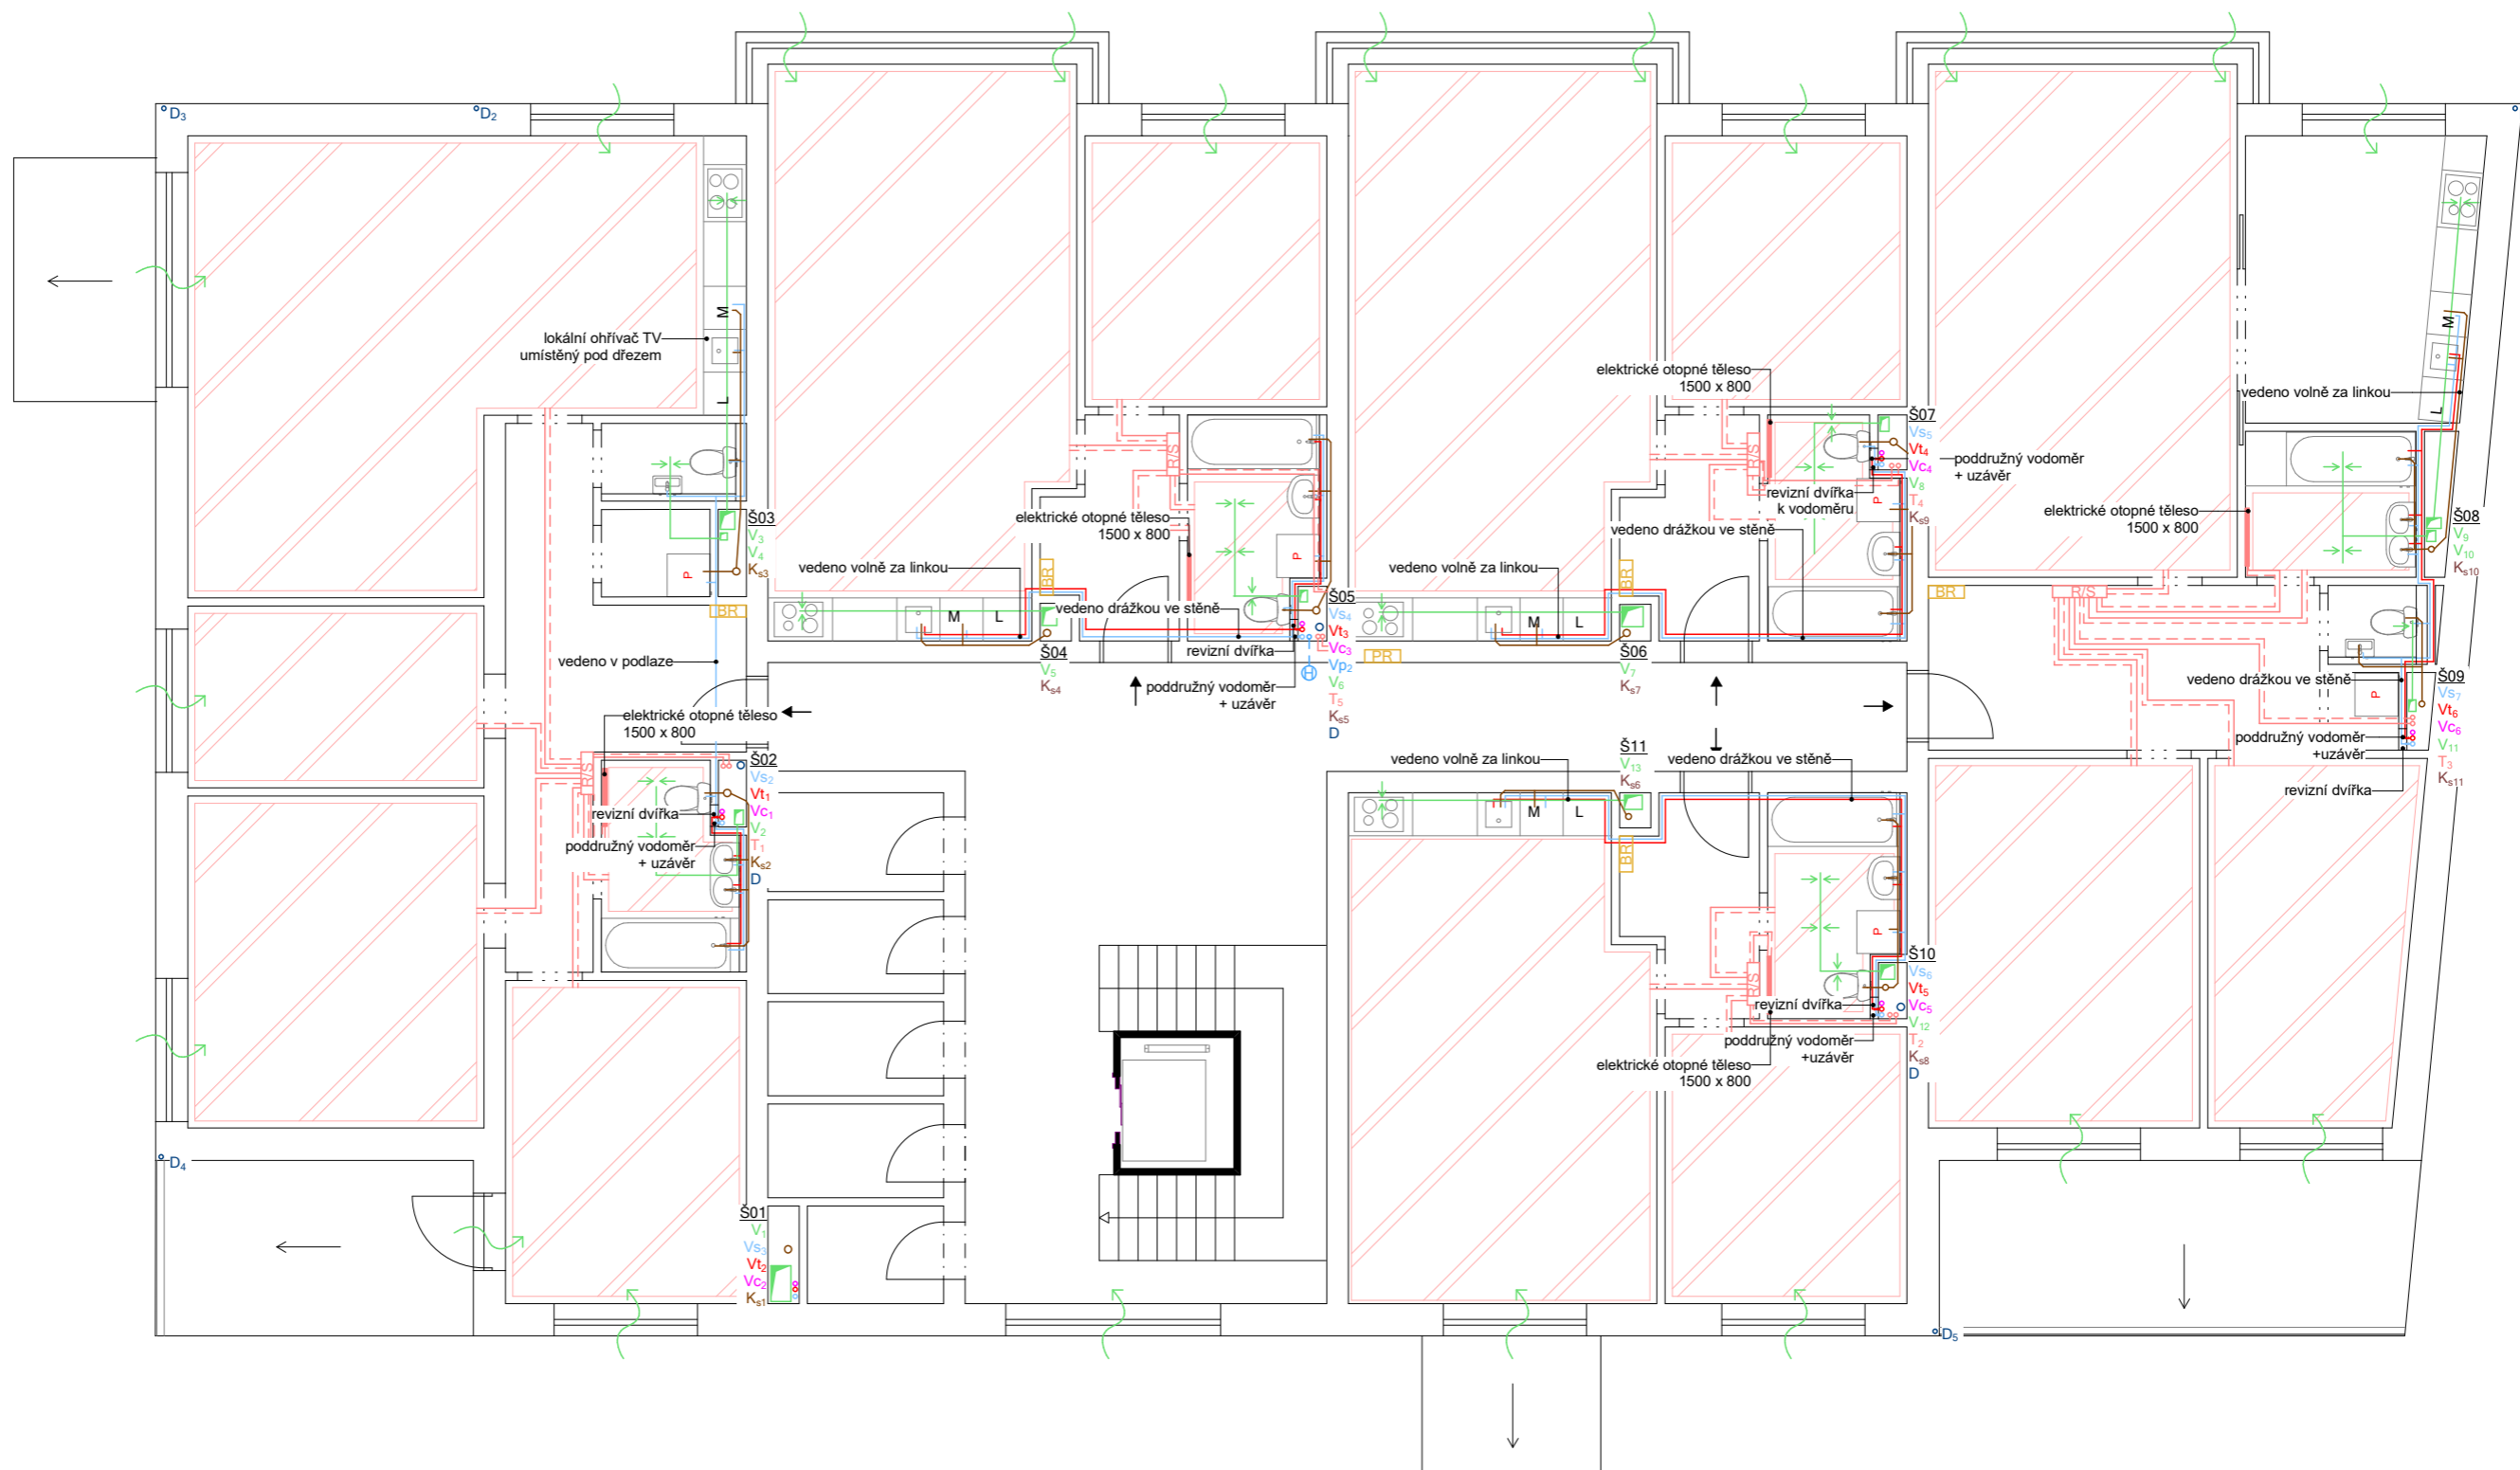 D3
D2
lokální ohřívač TV
umístěný pod dřezem
M
L
Š03
V3
V4
Ks3
P
BR
vedeno v podlaze
elektrické otopné těleso
1500 x 800
R/S
Š02
Vs2
Vt1
Vc1
V2
T1
Ks2
D
revizní dvířka
poddružný vodoměr
+ uzávěr
D4
Š01
V1
Vs3
Vt2
Vc2
Ks1
vedeno volně za linkou
M
L
BR
Š04
V5
Ks4
R/S
elektrické otopné těleso
1500 x 800
P
vedeno drážkou ve stěně
revizní dvířka
poddružný vodoměr
+ uzávěr
H
Š05
Vs4
Vt3
Vc3
Vp2
V6
T5
Ks5
D
PR
vedeno volně za linkou
M
L
BR
Š06
V7
Ks7
elektrické otopné těleso
1500 x 800
R/S
revizní dvířka
k vodoměru
vedeno drážkou ve stěně
P
Š07
Vs5
Vt4
Vc4
V8
T4
Ks9
poddružný vodoměr
+ uzávěr
M
L
vedeno volně za linkou
elektrické otopné těleso
1500 x 800
Š08
V9
V10
Ks10
BR
R/S
vedeno drážkou ve stěně
P
Š09
Vs7
Vt6
Vc6
V11
T3
Ks11
poddružný vodoměr
+uzávěr
revizní dvířka
Š11
V13
Ks6
vedeno volně za linkou
vedeno drážkou ve stěně
M
L
BR
P
R/S
Š10
Vs6
Vt5
Vc5
V12
T2
Ks8
D
revizní dvířka
poddružný vodoměr
+uzávěr
elektrické otopné těleso
1500 x 800
D5